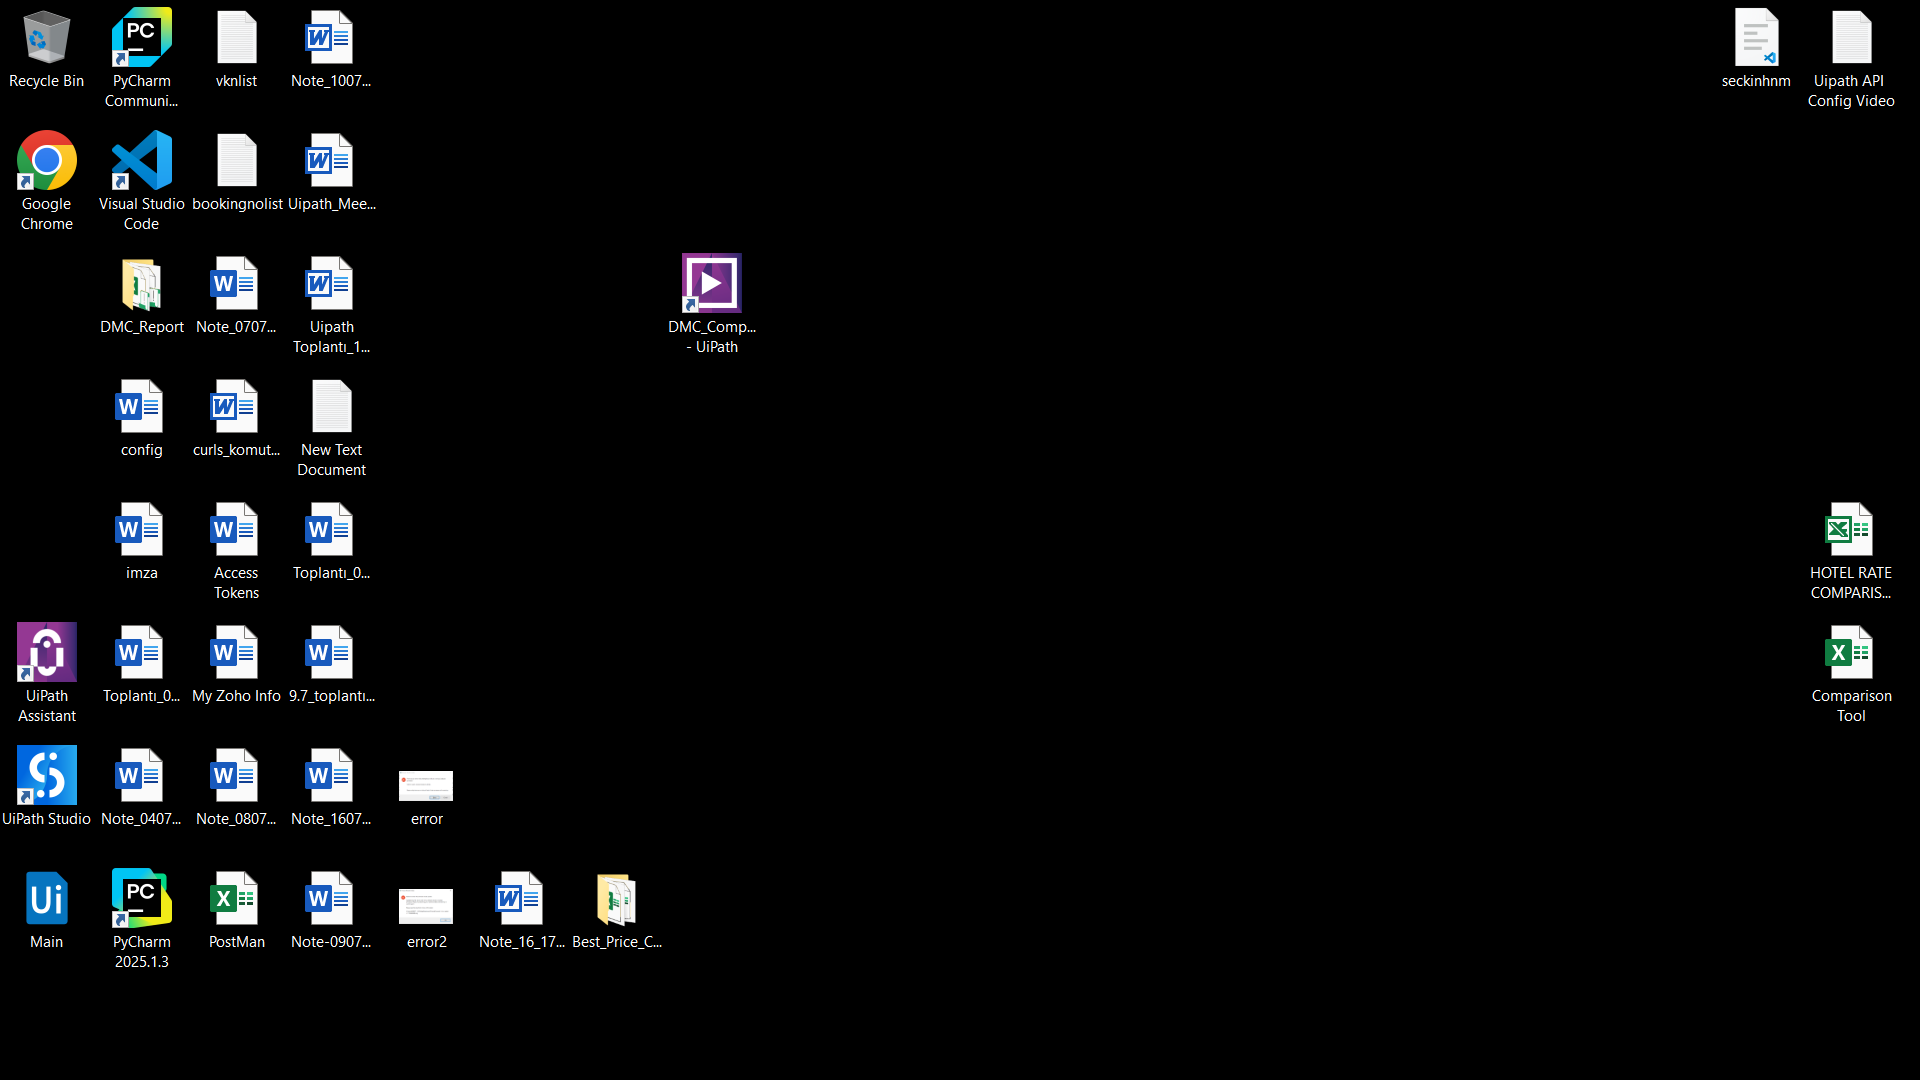 Recycle Bin
PyCharm
Communi...
vknlist
Note_1007...
seckinhnm
Uipath API
Config Video
Google
Chrome
Visual Studio
Code
bookingnolist
Uipath_Mee...
DMC_Report
Note_0707...
Uipath
Toplantı_1...
DMC_Comp...
- UiPath
config
curls_komut...
New Text
Document
imza
Access
Tokens
Toplantı_0...
HOTEL RATE
COMPARIS...
UiPath
Assistant
Toplantı_0...
My Zoho Info
9.7_toplantı...
Comparison
Tool
UiPath Studio
Note_0407...
Note_0807...
Note_1607...
error
Main
PyCharm
2025.1.3
PostMan
Note-0907...
error2
Note_16_17...
Best_Price_C...